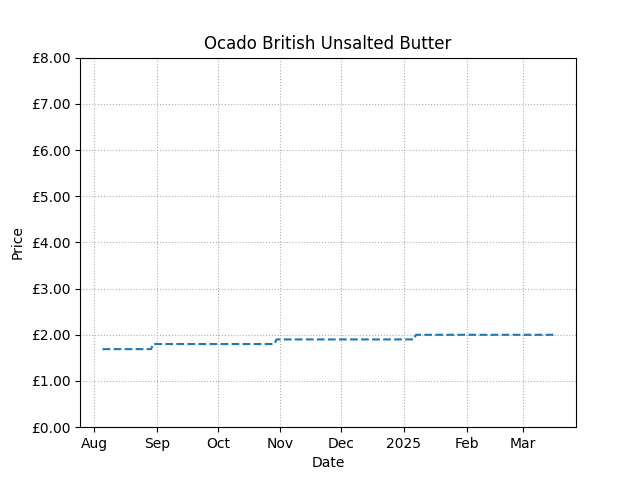 Ocado British Unsalted Butter
£8.00
£7.00
£6.00
£5.00
£4.00
£3.00
£2.00
£1.00
£0.00
Price
Aug Sep Oct Nov Dec 2025 Feb Mar
Date